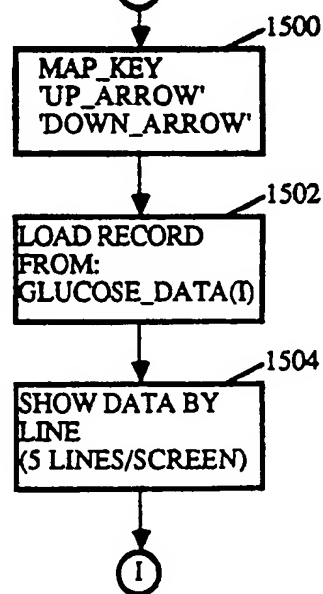 1500
MAP_KEY
'UP_ARROW'
'DOWN_ARROW'
1502
LOAD RECORD
FROM:
GLUCOSE_DATA(I)
1504
SHOW DATA BY
LINE
(5 LINES/SCREEN)
I